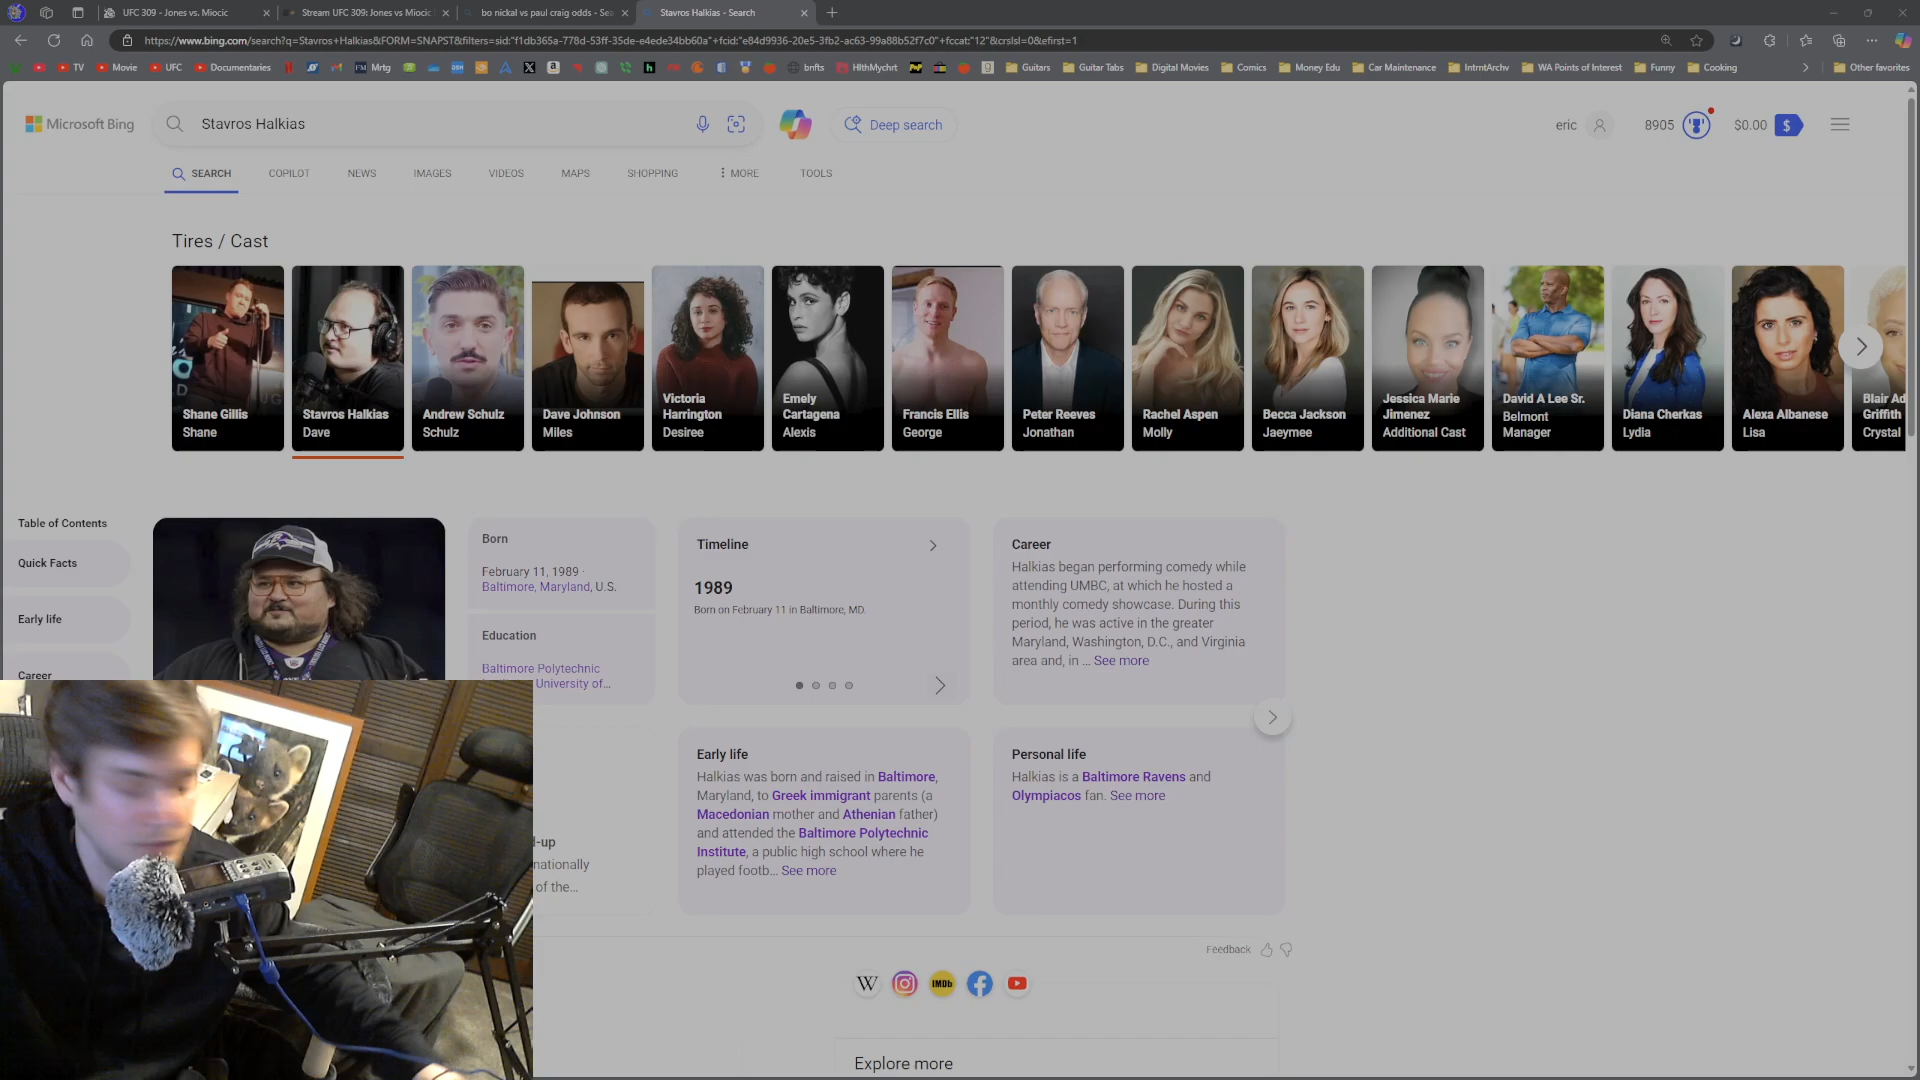 UFC 309 - Jones vs. Miocic
Stream UFC 309: Jones vs Miocic
bo nickal vs paul craig odds - Sea
Stavros Halkias - Search
https://www.bing.com/search?q=Stavros+Halkias&FORM=SNAPST&filters=sid:"f1db365a-778d-53ff-35de-e4ede34bb60a"+fcid:"e84d9936-20e5-3fb2-ac63-99a88b52f7c0"+fccat:"12"&crslsl=0&efirst=1
TV
Movie
UFC
Documentaries
Mrtg
bnfts
HlthMychrt
Guitars
Guitar Tabs
Digital Movies
Comics
Money Edu
Car Maintenance
IntrntArchv
WA Points of Interest
Funny
Cooking
Other favorites
Microsoft Bing
Stavros Halkias
Deep search
eric
8905
$0.00
SEARCH
COPILOT
NEWS
IMAGES
VIDEOS
MAPS
SHOPPING
MORE
TOOLS
Tires / Cast
Shane Gillis
Shane
Stavros Halkias
Dave
Andrew Schulz
Schulz
Dave Johnson
Miles
Victoria
Harrington
Desiree
Emely
Cartagena
Alexis
Francis Ellis
George
Peter Reeves
Jonathan
Rachel Aspen
Molly
Becca Jackson
Jaeymee
Jessica Marie
Jimenez
Additional Cast
David A Lee Sr.
Belmont
Manager
Diana Cherkas
Lydia
Alexa Albanese
Lisa
Blair Ad
Griffith
Crystal
Table of Contents
Quick Facts
Early life
Career
Born
February 11, 1989 ·
Baltimore, Maryland, U.S.
Education
Baltimore Polytechnic
University of...
Timeline
1989
Born on February 11 in Baltimore, MD.
Career
Halkias began performing comedy while
attending UMBC, at which he hosted a
monthly comedy showcase. During this
period, he was active in the greater
Maryland, Washington, D.C., and Virginia
area and, in ... See more
d-up
nationally
of the...
Early life
Halkias was born and raised in Baltimore,
Maryland, to Greek immigrant parents (a
Macedonian mother and Athenian father)
and attended the Baltimore Polytechnic
Institute, a public high school where he
played footb... See more
Personal life
Halkias is a Baltimore Ravens and
Olympiacos fan. See more
Feedback
W
IMDb
Explore more